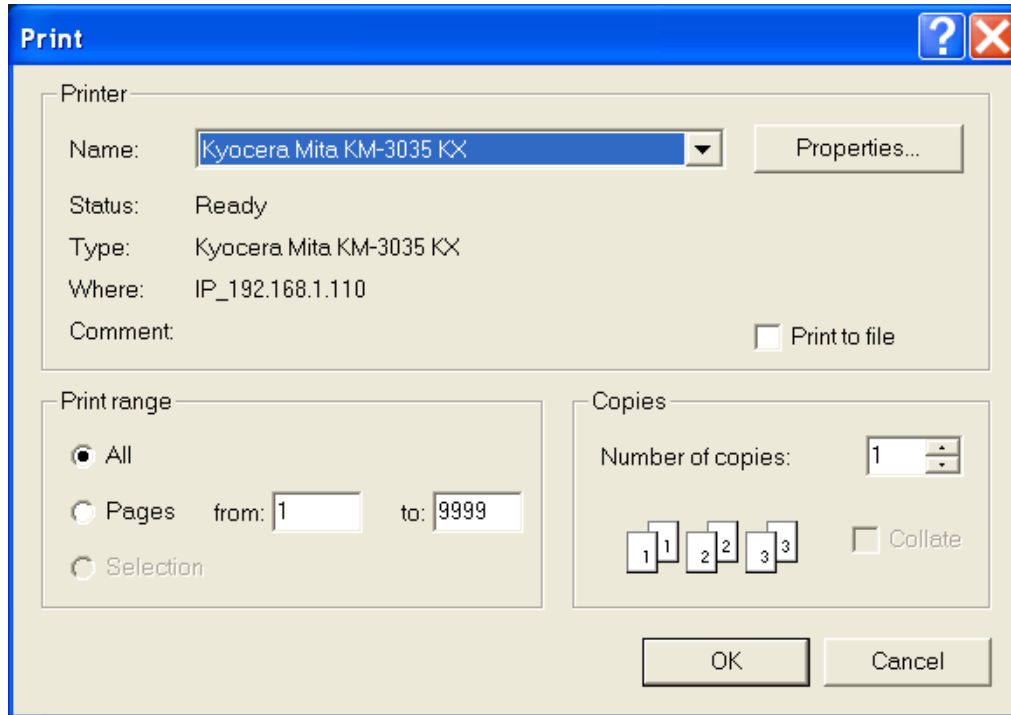 Print
Printer
Name: Kyocera Mita KM-3035 KX Properties...
Status: Ready
Type: Kyocera Mita KM-3035 KX
Where: IP_192.168.1.110
Comment: Print to file
Print range
All
Pages from: 1 to: 9999
Selection
Copies
Number of copies: 1
1 1 2 2 3 3 Collate
OK Cancel